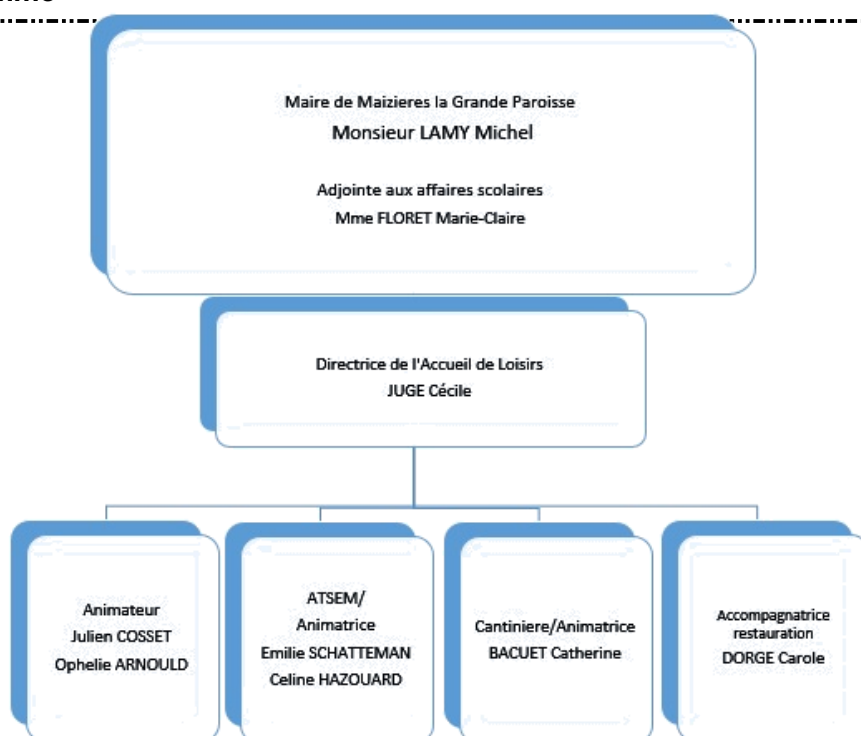 Maire de Maizieres la Grande Paroisse
Monsieur LAMY Michel
Adjointe aux affaires scolaires
Mme FLORET Marie-Claire
Directrice de l'Accueil de Loisirs
JUGE Cécile
Animateur
Julien COSSET
Ophelie ARNOULD
ATSEM/
Animatrice
Emilie SCHATTEMAN
Celine HAZOUARD
Cantiniere/Animatrice
BACUET Catherine
Accompagnatrice
restauration
DORGE Carole